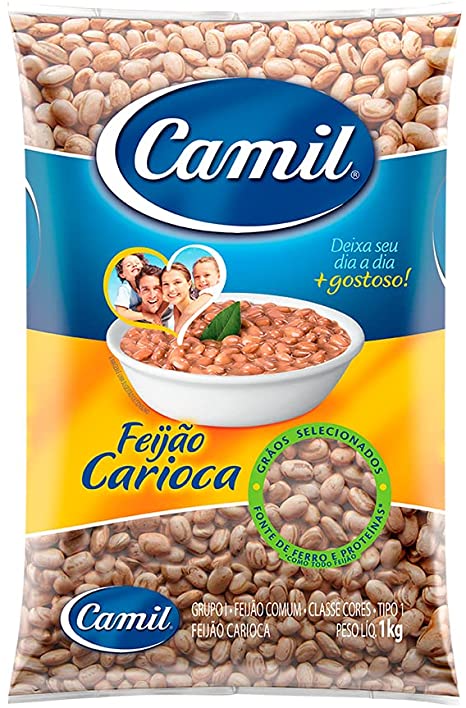 Camil®
Deixa seu
dia a dia
+ gostoso!
Feijão
Carioca
GRÃOS SELECIONADOS
FONTE DE FERRO E PROTEÍNAS*
*COMO TODO FEIJÃO
Camil®
GRUPO I • FEIJÃO COMUM • CLASSE CORES • TIPO 1
FEIJÃO CARIOCA
PESO LÍQ. 1kg